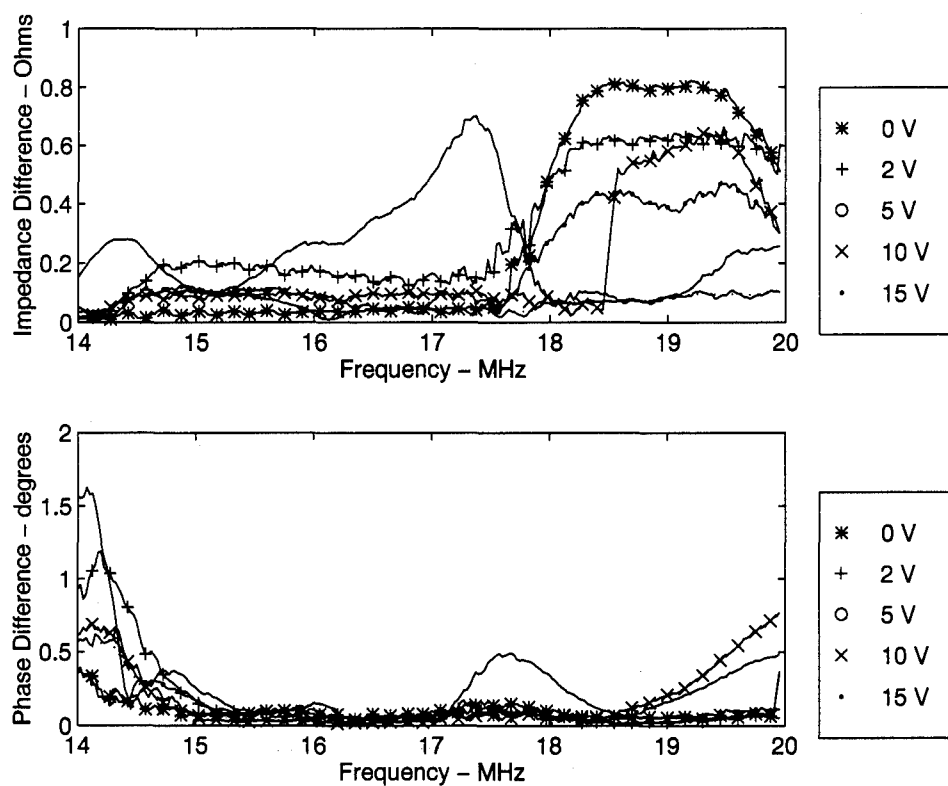 Impedance Difference – Ohms
1
0.8
0.6
0.4
0.2
0
14 15 16 17 18 19 20
Frequency – MHz
0 V
2 V
5 V
10 V
15 V
Phase Difference – degrees
2
1.5
1
0.5
0
14 15 16 17 18 19 20
Frequency – MHz
0 V
2 V
5 V
10 V
15 V